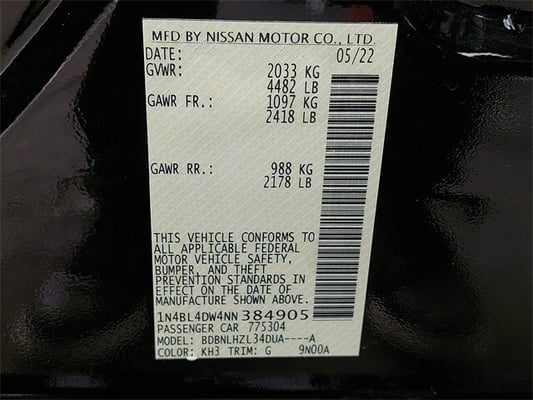 MFD BY NISSAN MOTOR CO., LTD.
DATE: 05/22
GVWR: 2033 KG
4482 LB
GAWR FR.: 1097 KG
2418 LB
GAWR RR.: 988 KG
2178 LB
THIS VEHICLE CONFORMS TO
ALL APPLICABLE FEDERAL
MOTOR VEHICLE SAFETY,
BUMPER, AND THEFT
PREVENTION STANDARDS IN
EFFECT ON THE DATE OF
MANUFACTURE SHOWN ABOVE.
1N4BL4DW4NN384905
PASSENGER CAR 775304
MODEL: BDBNLHZL34DUA----A
COLOR: KH3 TRIM: G 9N00A